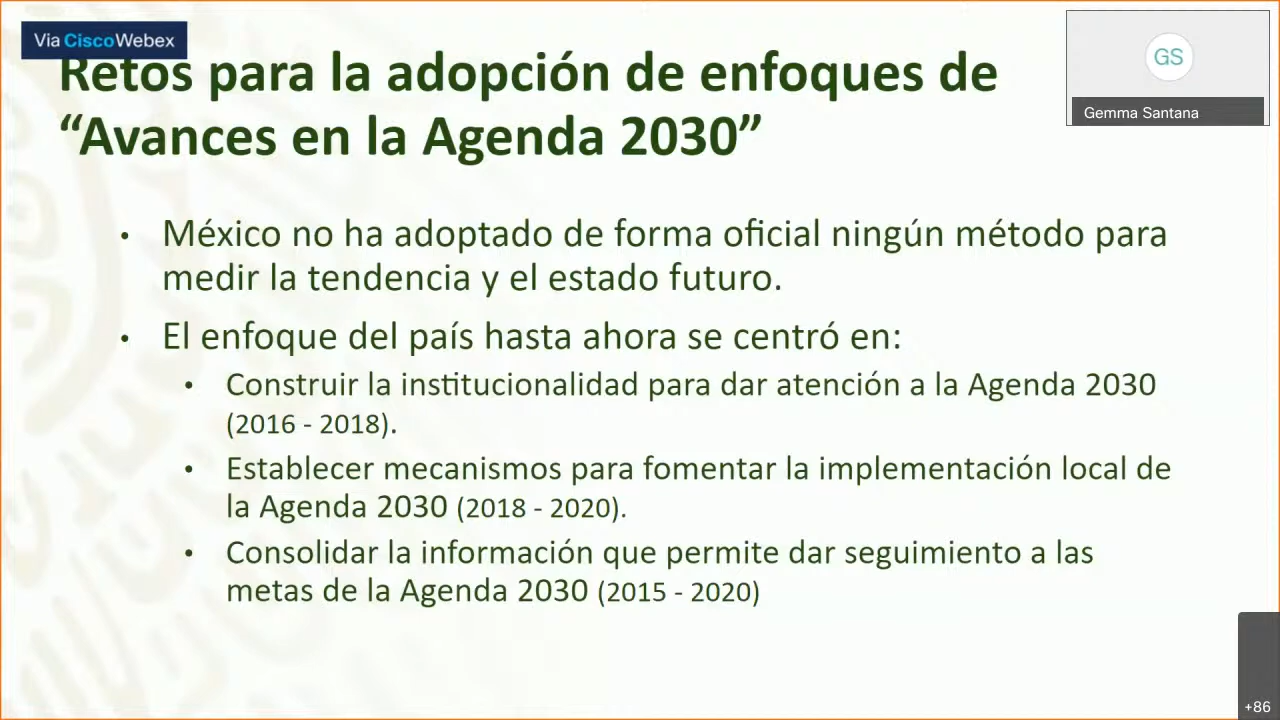 Via CiscoWebex
Retos para la adopción de enfoques de
“Avances en la Agenda 2030”
GS
Gemma Santana
• México no ha adoptado de forma oficial ningún método para
medir la tendencia y el estado futuro.
• El enfoque del país hasta ahora se centró en:
• Construir la institucionalidad para dar atención a la Agenda 2030
(2016 - 2018).
• Establecer mecanismos para fomentar la implementación local de
la Agenda 2030 (2018 - 2020).
• Consolidar la información que permite dar seguimiento a las
metas de la Agenda 2030 (2015 - 2020)
+86